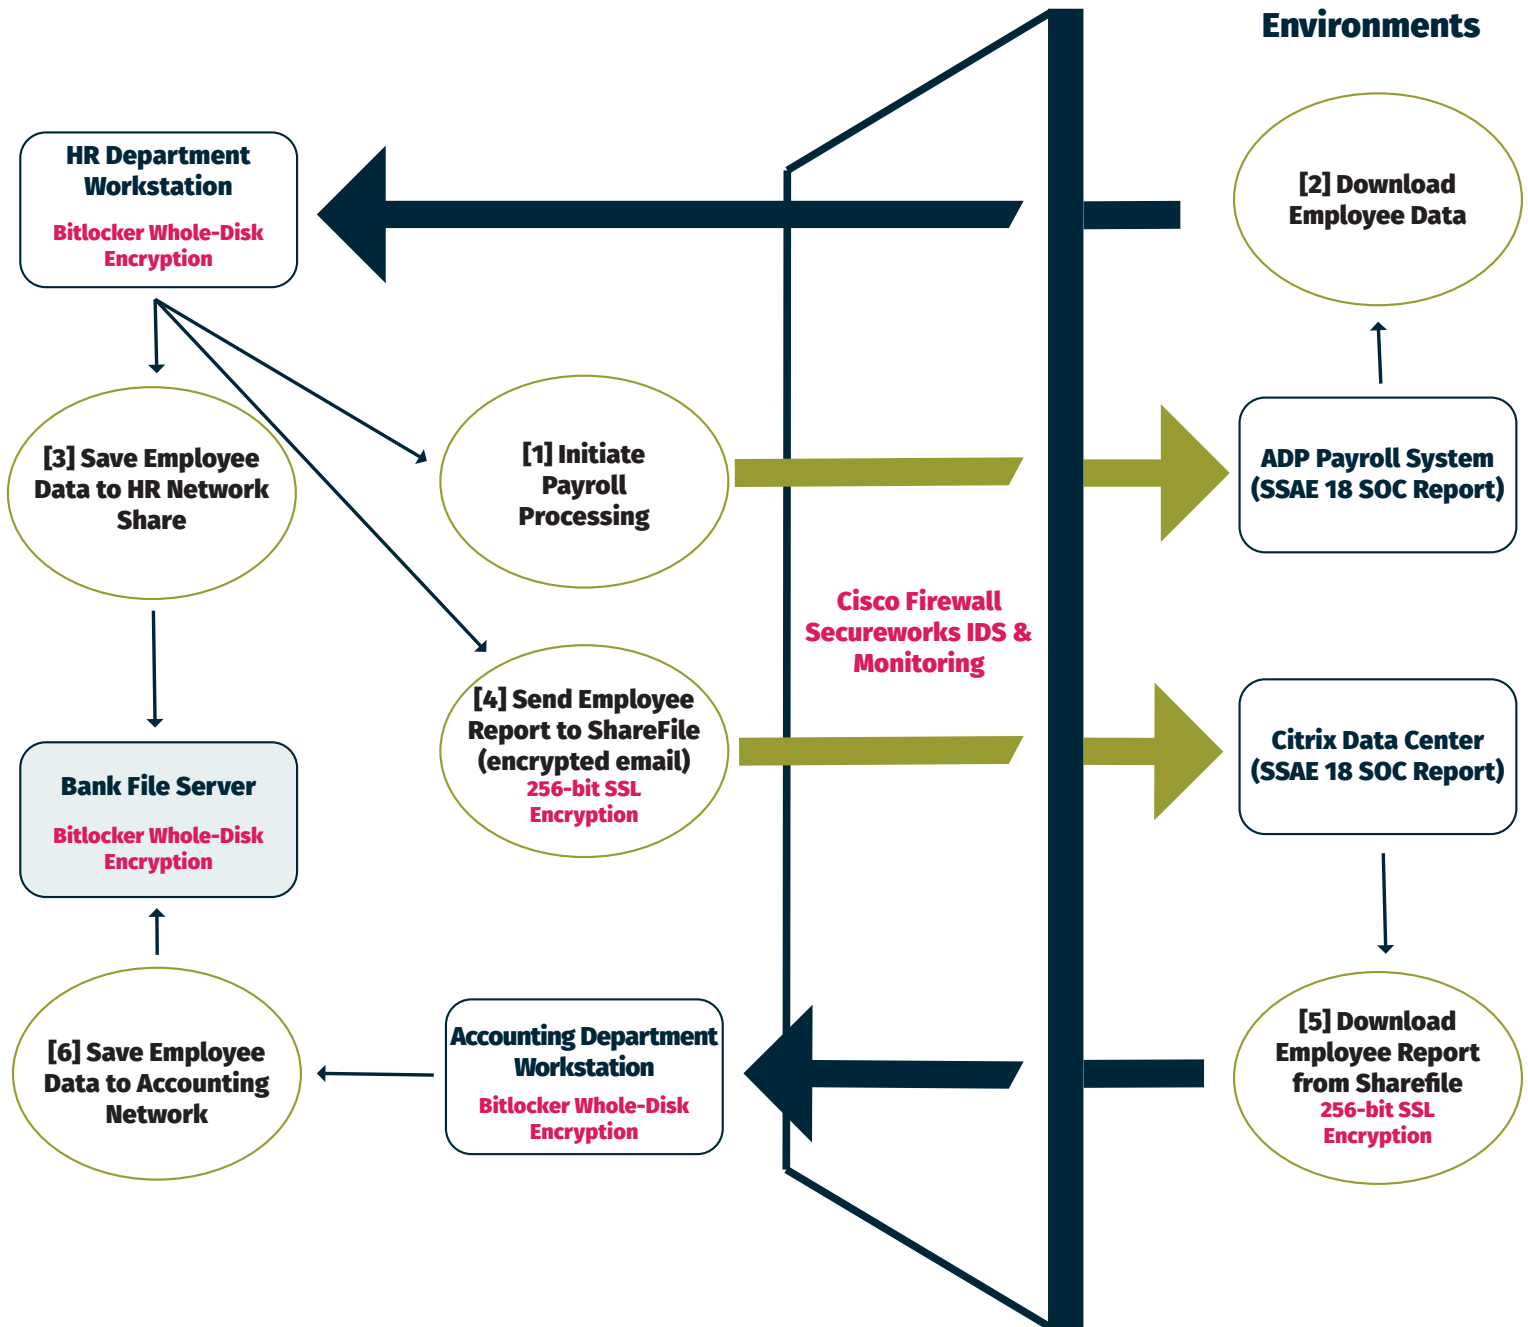 Environments
HR Department
Workstation
Bitlocker Whole-Disk
Encryption
[2] Download
Employee Data
[3] Save Employee
Data to HR Network
Share
[1] Initiate
Payroll
Processing
ADP Payroll System
(SSAE 18 SOC Report)
Cisco Firewall
Secureworks IDS &
Monitoring
[4] Send Employee
Report to ShareFile
(encrypted email)
256-bit SSL
Encryption
Citrix Data Center
(SSAE 18 SOC Report)
Bank File Server
Bitlocker Whole-Disk
Encryption
[6] Save Employee
Data to Accounting
Network
Accounting Department
Workstation
Bitlocker Whole-Disk
Encryption
[5] Download
Employee Report
from Sharefile
256-bit SSL
Encryption